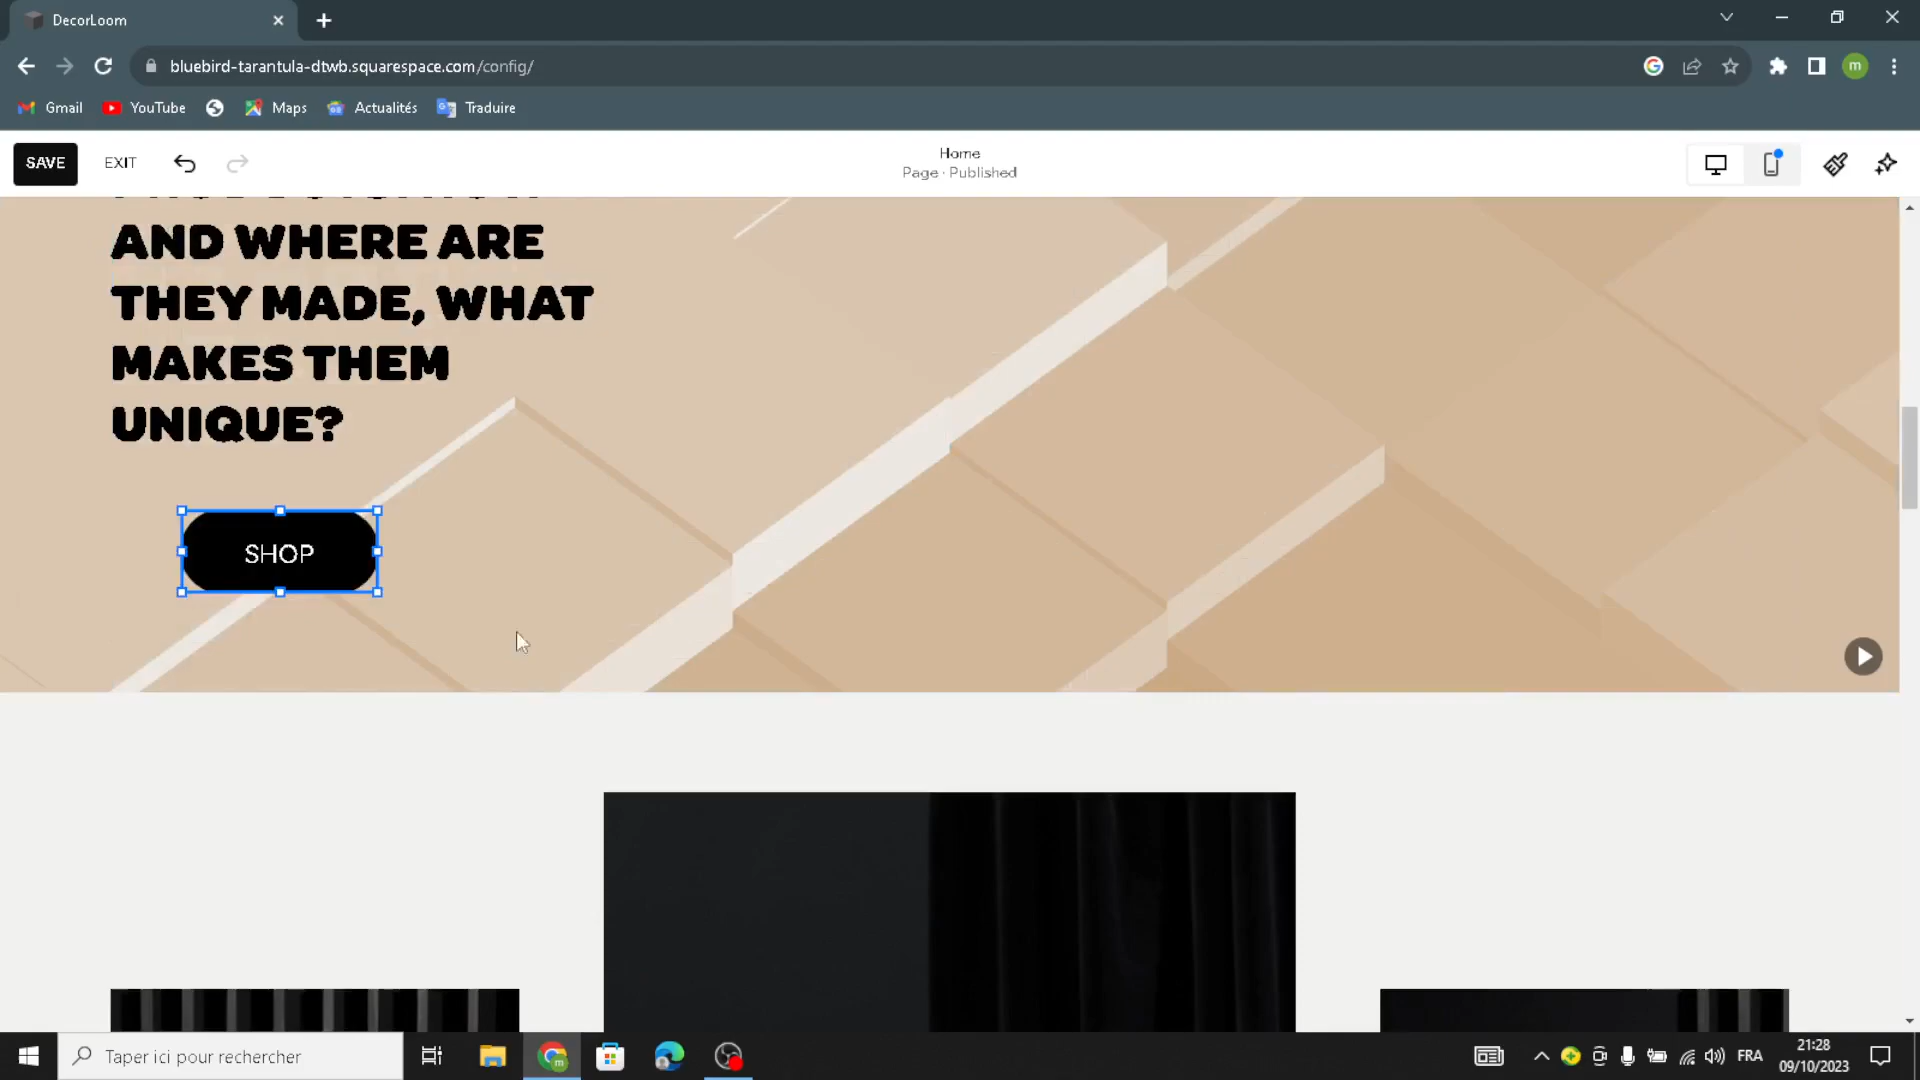 DecorLoom
bluebird-tarantula-dtwb.squarespace.com/config/
m
Gmail
YouTube
Maps
Actualités
Traduire
SAVE
EXIT
Home
Page · Published
AND WHERE ARE
THEY MADE, WHAT
MAKES THEM
UNIQUE?
SHOP
Taper ici pour rechercher
FRA
21:28
09/10/2023